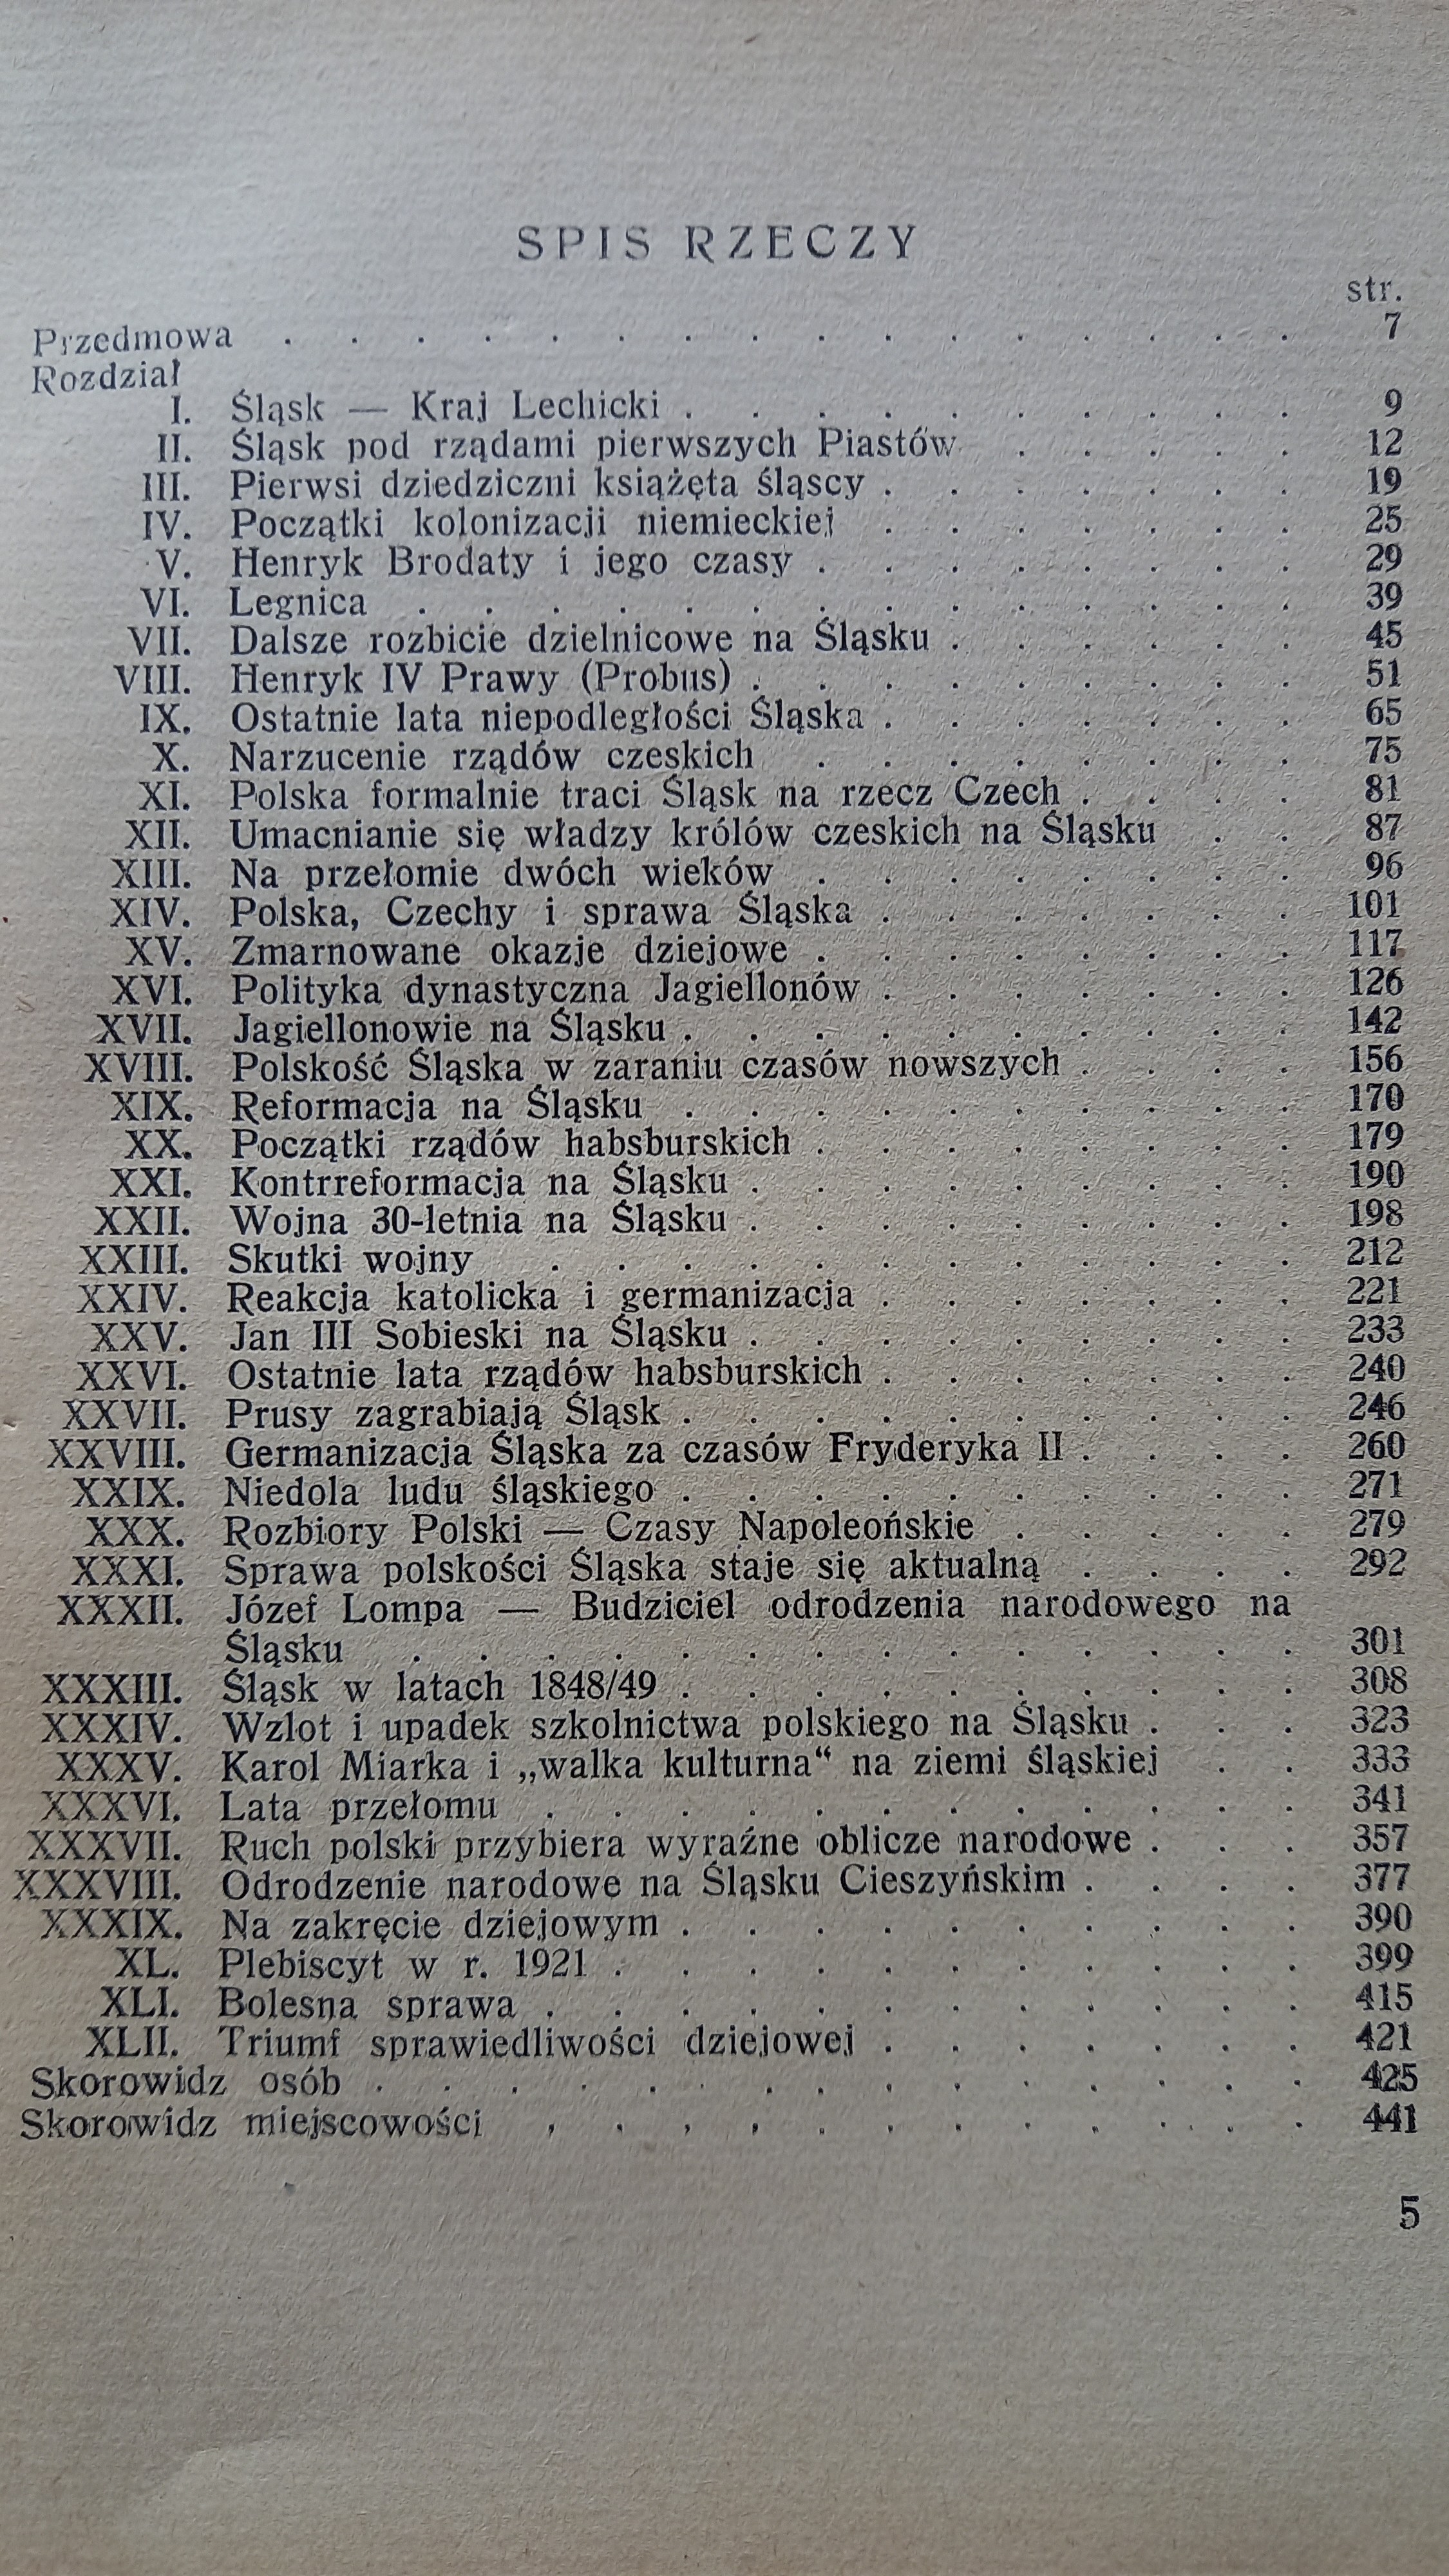 SPIS RZECZY
str.
Przedmowa . . . . . . . . . . . . . . . . 7
Rozdział
I. Śląsk — Kraj Lechicki . . . . . . . . . . 9
II. Śląsk pod rządami pierwszych Piastów . . . . . 12
III. Pierwsi dziedziczni książęta śląscy . . . . . . . 19
IV. Początki kolonizacji niemieckiej . . . . . . . 25
V. Henryk Brodaty i jego czasy . . . . . . . . 29
VI. Legnica . . . . . . . . . . . . . . 39
VII. Dalsze rozbicie dzielnicowe na Śląsku . . . . . . 45
VIII. Henryk IV Prawy (Probus) . . . . . . . . . 51
IX. Ostatnie lata niepodległości Śląska . . . . . . . 65
X. Narzucenie rządów czeskich . . . . . . . . 75
XI. Polska formalnie traci Śląsk na rzecz Czech . . . . 81
XII. Umacnianie się władzy królów czeskich na Śląsku . . 87
XIII. Na przełomie dwóch wieków . . . . . . . . 96
XIV. Polska, Czechy i sprawa Śląska . . . . . . . 101
XV. Zmarnowane okazje dziejowe . . . . . . . . 117
XVI. Polityka dynastyczna Jagiellonów . . . . . . . 126
XVII. Jagiellonowie na Śląsku . . . . . . . . . . 142
XVIII. Polskość Śląska w zaraniu czasów nowszych . . . . 156
XIX. Reformacja na Śląsku . . . . . . . . . . 170
XX. Początki rządów habsburskich . . . . . . . . 179
XXI. Kontrreformacja na Śląsku . . . . . . . . . 190
XXII. Wojna 30-letnia na Śląsku . . . . . . . . . 198
XXIII. Skutki wojny . . . . . . . . . . . . 212
XXIV. Reakcja katolicka i germanizacja . . . . . . . 221
XXV. Jan III Sobieski na Śląsku . . . . . . . . . 233
XXVI. Ostatnie lata rządów habsburskich . . . . . . . 240
XXVII. Prusy zagrabiają Śląsk . . . . . . . . . . 246
XXVIII. Germanizacja Śląska za czasów Fryderyka II . . . . 260
XXIX. Niedola ludu śląskiego . . . . . . . . . . 271
XXX. Rozbiory Polski — Czasy Napoleońskie . . . . . 279
XXXI. Sprawa polskości Śląska staje się aktualną . . . . 292
XXXII. Józef Lompa — Budziciel odrodzenia narodowego na
Śląsku . . . . . . . . . . . . . . 301
XXXIII. Śląsk w latach 1848/49 . . . . . . . . . . 308
XXXIV. Wzlot i upadek szkolnictwa polskiego na Śląsku . . . 323
XXXV. Karol Miarka i „walka kulturna“ na ziemi śląskiej . . 333
XXXVI. Lata przełomu . . . . . . . . . . . . 341
XXXVII. Ruch polski przybiera wyraźne oblicze narodowe . . . 357
XXXVIII. Odrodzenie narodowe na Śląsku Cieszyńskim . . . . 377
XXXIX. Na zakręcie dziejowym . . . . . . . . . . 390
XL. Plebiscyt w r. 1921 . . . . . . . . . . . 399
XLI. Bolesna sprawa . . . . . . . . . . . . 415
XLII. Triumf sprawiedliwości dziejowej . . . . . . . 421
Skorowidz osób . . . . . . . . . . . . . . 425
Skorowidz miejscowości . . . . . . . . . . . . 441
5